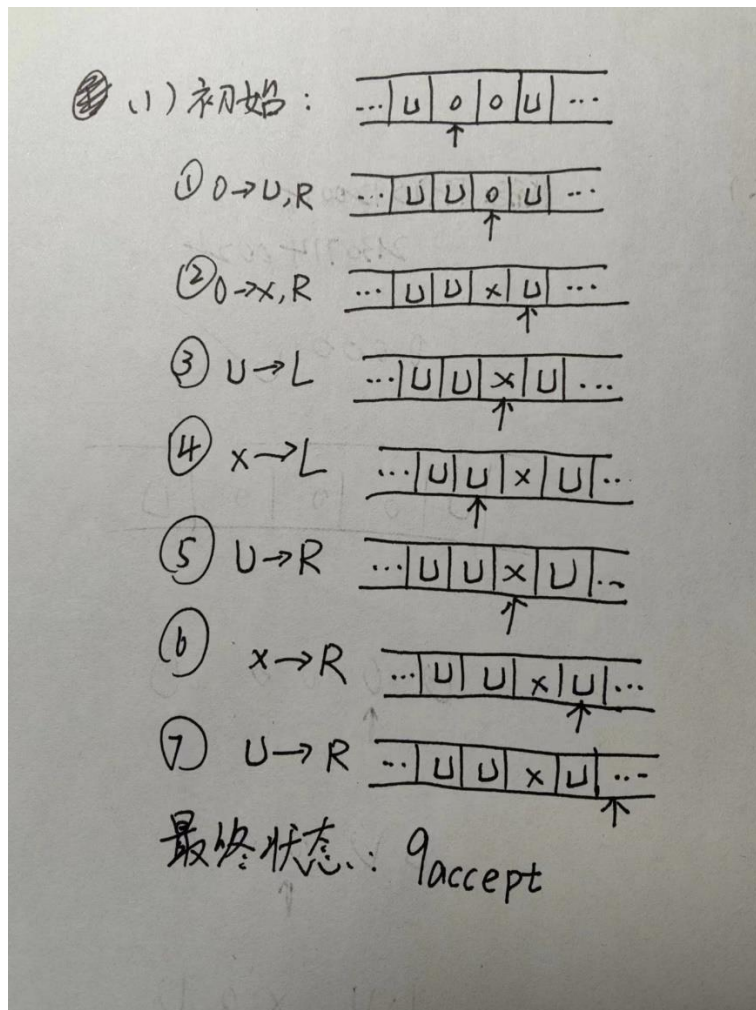 (1) 初始: ... | U | 0 | 0 | U | ...
① 0→U,R ... | U | U | 0 | U | ...
② 0→x,R ... | U | U | x | U | ...
③ U→L ... | U | U | x | U | ...
④ x→L ... | U | U | x | U | ...
⑤ U→R ... | U | U | x | U | ...
⑥ x→R ... | U | U | x | U | ...
⑦ U→R ... | U | U | x | U | ...
最终状态: qaccept